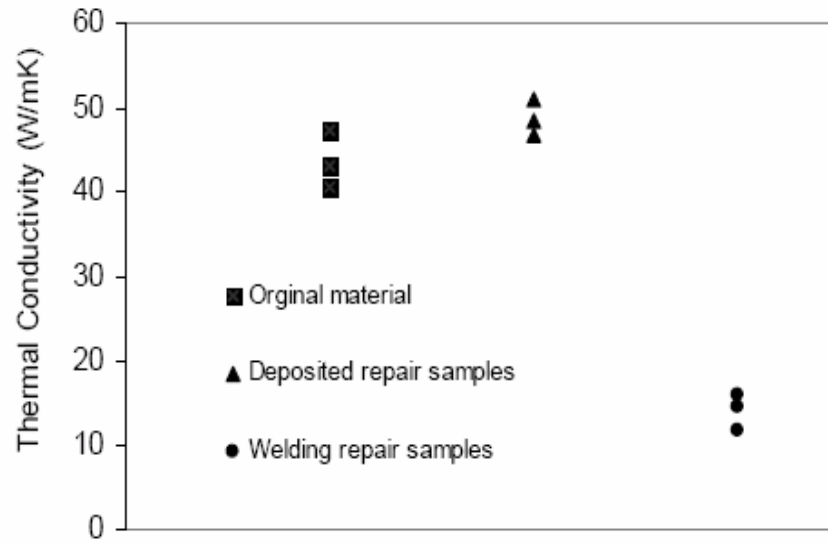 Thermal Conductivity (W/mK)
60
50
40
30
20
10
0
Orginal material
Deposited repair samples
Welding repair samples